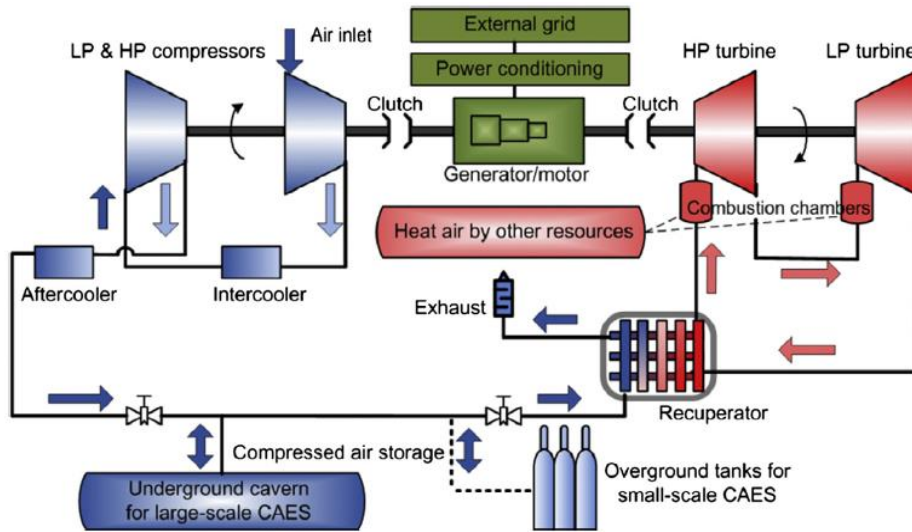 External grid
LP & HP compressors
Air inlet
HP turbine
LP turbine
Power conditioning
Clutch
Clutch
Generator/motor
Combustion chambers
Heat air by other resources
Aftercooler
Intercooler
Exhaust
Recuperator
Compressed air storage
Underground cavern
for large-scale CAES
Overground tanks for
small-scale CAES